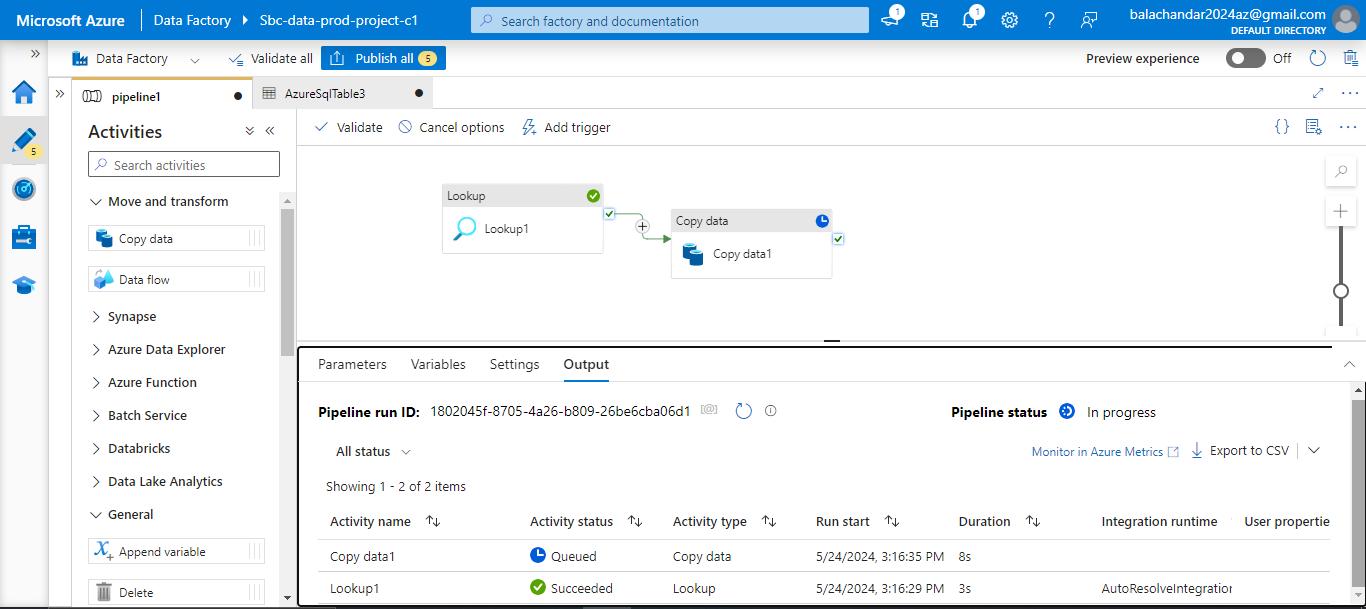 Microsoft Azure
Data Factory
Sbc-data-prod-project-c1
Search factory and documentation
1
1
balachandar2024az@gmail.com
DEFAULT DIRECTORY
Data Factory
Validate all
Publish all 5
Preview experience
Off
5
pipeline1
AzureSqlTable3
Activities
Search activities
Move and transform
Copy data
Data flow
Synapse
Azure Data Explorer
Azure Function
Batch Service
Databricks
Data Lake Analytics
General
Append variable
Delete
Validate
Cancel options
Add trigger
Lookup
Lookup1
Copy data
Copy data1
Parameters
Variables
Settings
Output
Pipeline run ID: 1802045f-8705-4a26-b809-26be6cba06d1
Pipeline status In progress
All status
Monitor in Azure Metrics
Export to CSV
Showing 1 - 2 of 2 items
Activity name Activity status Activity type Run start Duration Integration runtime User propertie
Copy data1 Queued Copy data 5/24/2024, 3:16:35 PM 8s
Lookup1 Succeeded Lookup 5/24/2024, 3:16:29 PM 3s AutoResolveIntegration